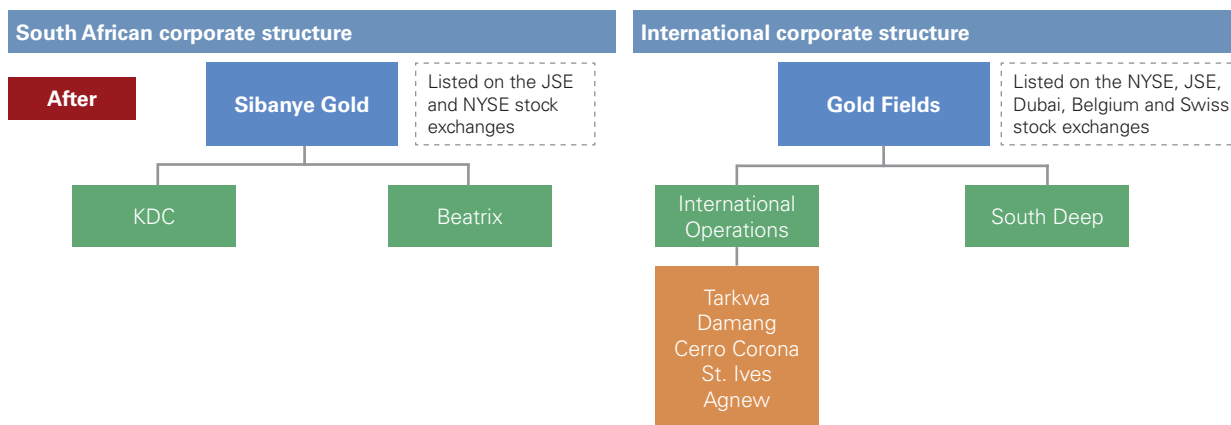 South African corporate structure
After
Sibanye Gold
Listed on the JSE
and NYSE stock
exchanges
KDC
Beatrix
International corporate structure
Gold Fields
Listed on the NYSE, JSE,
Dubai, Belgium and Swiss
stock exchanges
International
Operations
South Deep
Tarkwa
Damang
Cerro Corona
St. Ives
Agnew